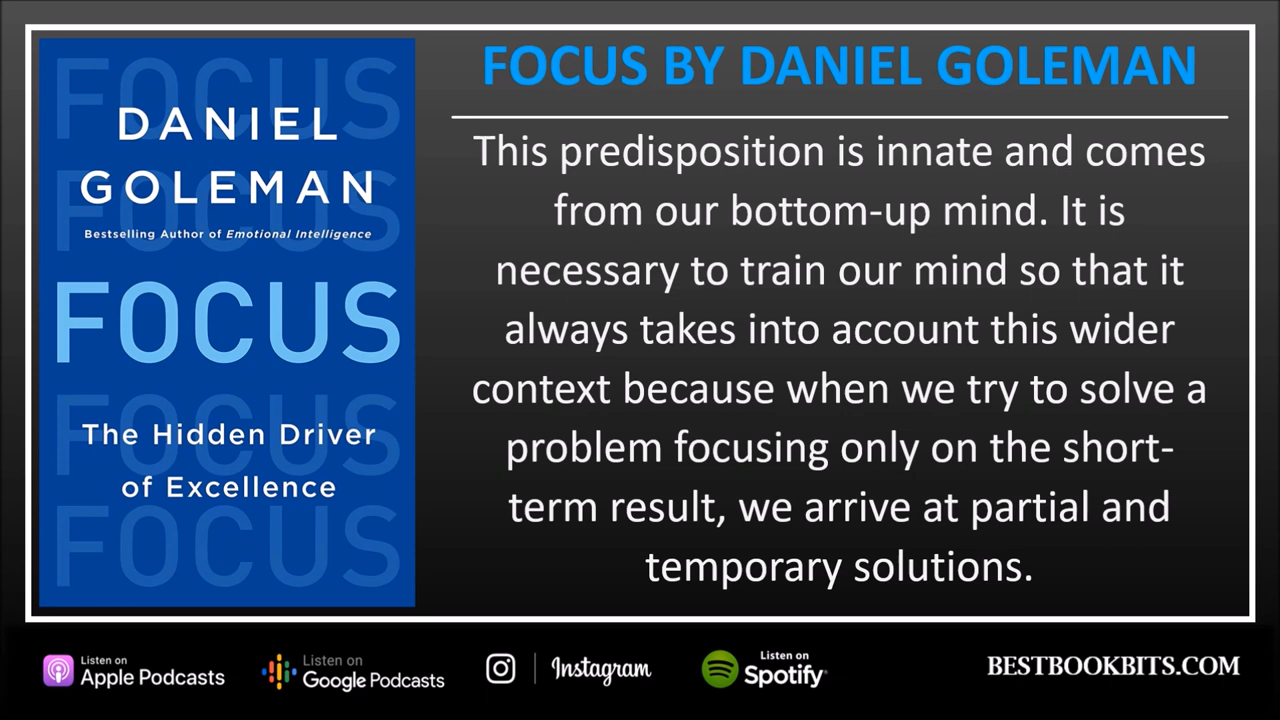 FOCUS
DANIEL
GOLEMAN
FOCUS
Bestselling Author of Emotional Intelligence
FOCUS
FOCUS
The Hidden Driver
of Excellence
FOCUS
FOCUS BY DANIEL GOLEMAN
This predisposition is innate and comes
from our bottom-up mind. It is
necessary to train our mind so that it
always takes into account this wider
context because when we try to solve a
problem focusing only on the short-
term result, we arrive at partial and
temporary solutions.
Listen on
Apple Podcasts
Listen on
Google Podcasts
Instagram
Listen on
Spotify
BESTBOOKBITS.COM